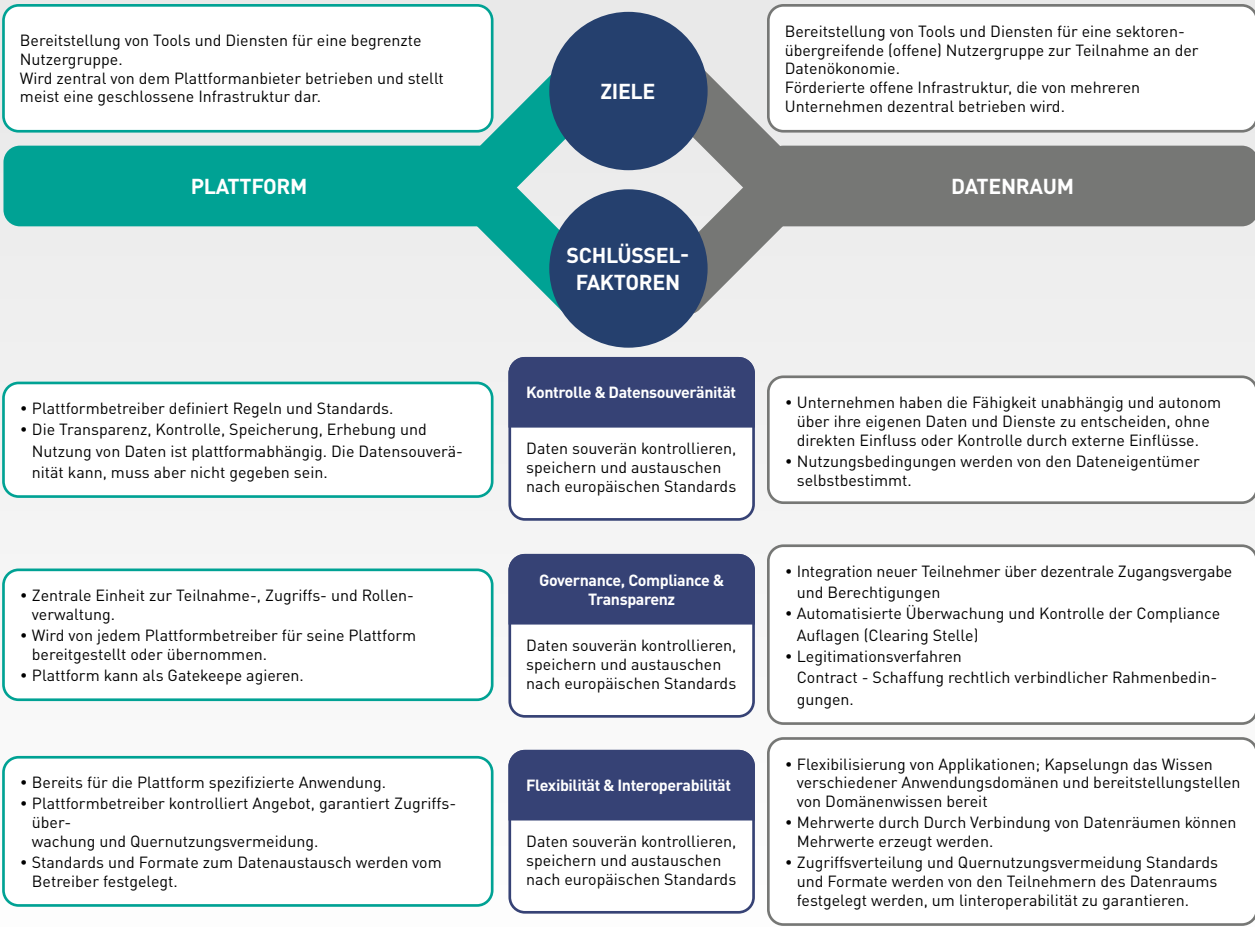 Bereitstellung von Tools und Diensten für eine begrenzte
Nutzergruppe.
Wird zentral von dem Plattformanbieter betrieben und stellt
meist eine geschlossene Infrastruktur dar.
ZIELE
Bereitstellung von Tools und Diensten für eine sektoren-
übergreifende (offene) Nutzergruppe zur Teilnahme an der
Datenökonomie.
Förderierte offene Infrastruktur, die von mehreren
Unternehmen dezentral betrieben wird.
PLATTFORM
DATENRAUM
SCHLÜSSEL-
FAKTOREN
• Plattformbetreiber definiert Regeln und Standards.
• Die Transparenz, Kontrolle, Speicherung, Erhebung und
Nutzung von Daten ist plattformabhängig. Die Datensouverä-
nität kann, muss aber nicht gegeben sein.
Kontrolle & Datensouveränität
Daten souverän kontrollieren,
speichern und austauschen
nach europäischen Standards
• Unternehmen haben die Fähigkeit unabhängig und autonom
über ihre eigenen Daten und Dienste zu entscheiden, ohne
direkten Einfluss oder Kontrolle durch externe Einflüsse.
• Nutzungsbedingungen werden von den Dateneigentümer
selbstbestimmt.
• Zentrale Einheit zur Teilnahme-, Zugriffs- und Rollen-
verwaltung.
• Wird von jedem Plattformbetreiber für seine Plattform
bereitgestellt oder übernommen.
• Plattform kann als Gatekeepe agieren.
Governance, Compliance &
Transparenz
Daten souverän kontrollieren,
speichern und austauschen
nach europäischen Standards
• Integration neuer Teilnehmer über dezentrale Zugangsvergabe
und Berechtigungen
• Automatisierte Überwachung und Kontrolle der Compliance
Auflagen (Clearing Stelle)
• Legitimationsverfahren
Contract - Schaffung rechtlich verbindlicher Rahmenbedin-
gungen.
• Bereits für die Plattform spezifizierte Anwendung.
• Plattformbetreiber kontrolliert Angebot, garantiert Zugriffs-
über-
wachung und Quernutzungsvermeidung.
• Standards und Formate zum Datenaustausch werden vom
Betreiber festgelegt.
Flexibilität & Interoperabilität
Daten souverän kontrollieren,
speichern und austauschen
nach europäischen Standards
• Flexibilisierung von Applikationen; Kapselungn das Wissen
verschiedener Anwendungsdomänen und bereitstellungstellen
von Domänenwissen bereit
• Mehrwerte durch Durch Verbindung von Datenräumen können
Mehrwerte erzeugt werden.
• Zugriffsverteilung und Quernutzungsvermeidung Standards
und Formate werden von den Teilnehmern des Datenraums
festgelegt werden, um linteroperabilität zu garantieren.